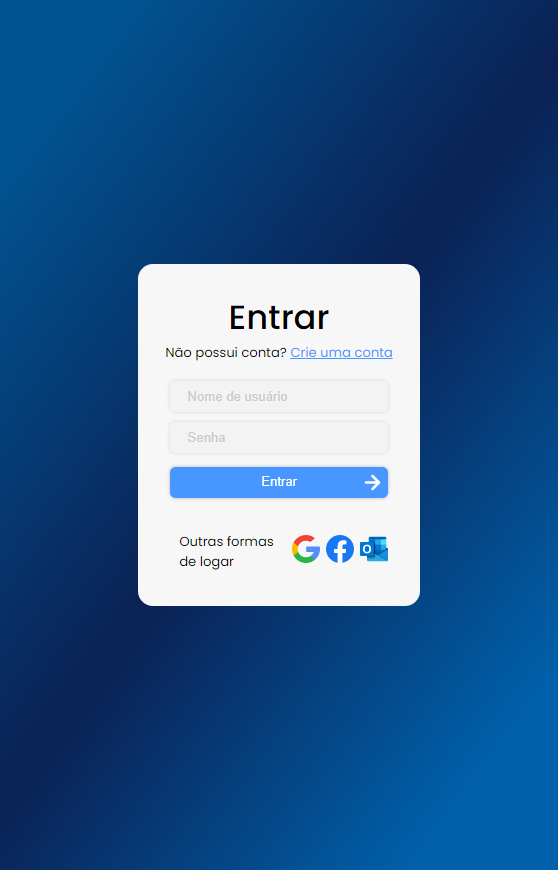 Entrar
Não possui conta? Crie uma conta
Nome de usuário
Senha
Entrar
Outras formas
de logar